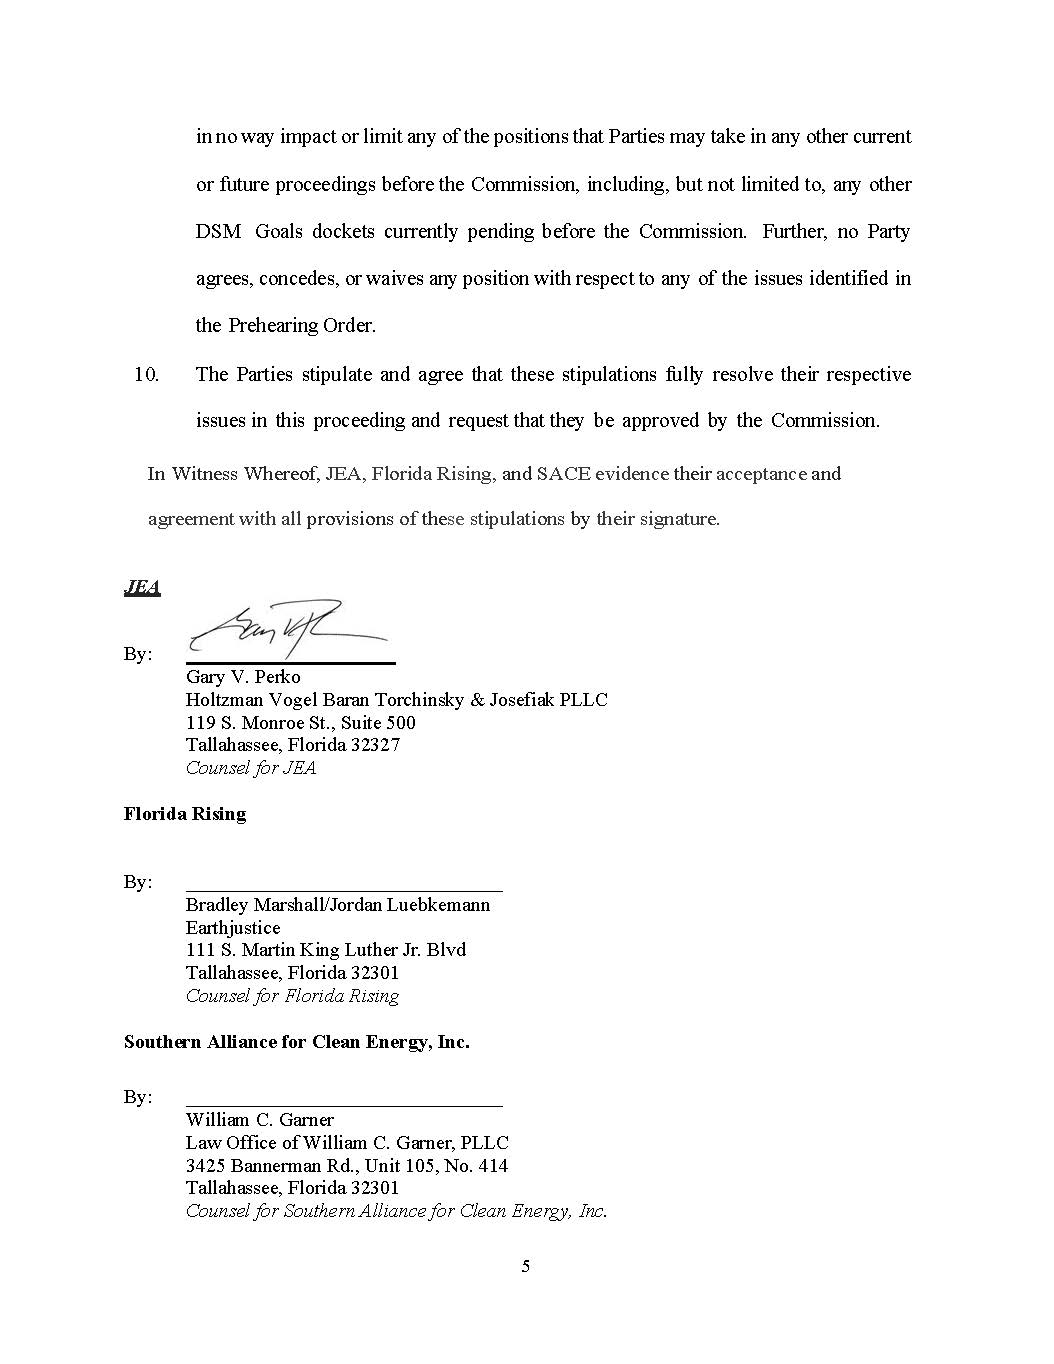 in no way impact or limit any of the positions that Parties may take in any other current
or future proceedings before the Commission, including, but not limited to, any other
DSM Goals dockets currently pending before the Commission. Further, no Party
agrees, concedes, or waives any position with respect to any of the issues identified in
the Prehearing Order.
10. The Parties stipulate and agree that these stipulations fully resolve their respective
issues in this proceeding and request that they be approved by the Commission.
In Witness Whereof, JEA, Florida Rising, and SACE evidence their acceptance and
agreement with all provisions of these stipulations by their signature.
JEA
By:
Gary V. Perko
Holtzman Vogel Baran Torchinsky & Josefiak PLLC
119 S. Monroe St., Suite 500
Tallahassee, Florida 32327
Counsel for JEA
Florida Rising
By:
Bradley Marshall/Jordan Luebkemann
Earthjustice
111 S. Martin King Luther Jr. Blvd
Tallahassee, Florida 32301
Counsel for Florida Rising
Southern Alliance for Clean Energy, Inc.
By:
William C. Garner
Law Office of William C. Garner, PLLC
3425 Bannerman Rd., Unit 105, No. 414
Tallahassee, Florida 32301
Counsel for Southern Alliance for Clean Energy, Inc.
5